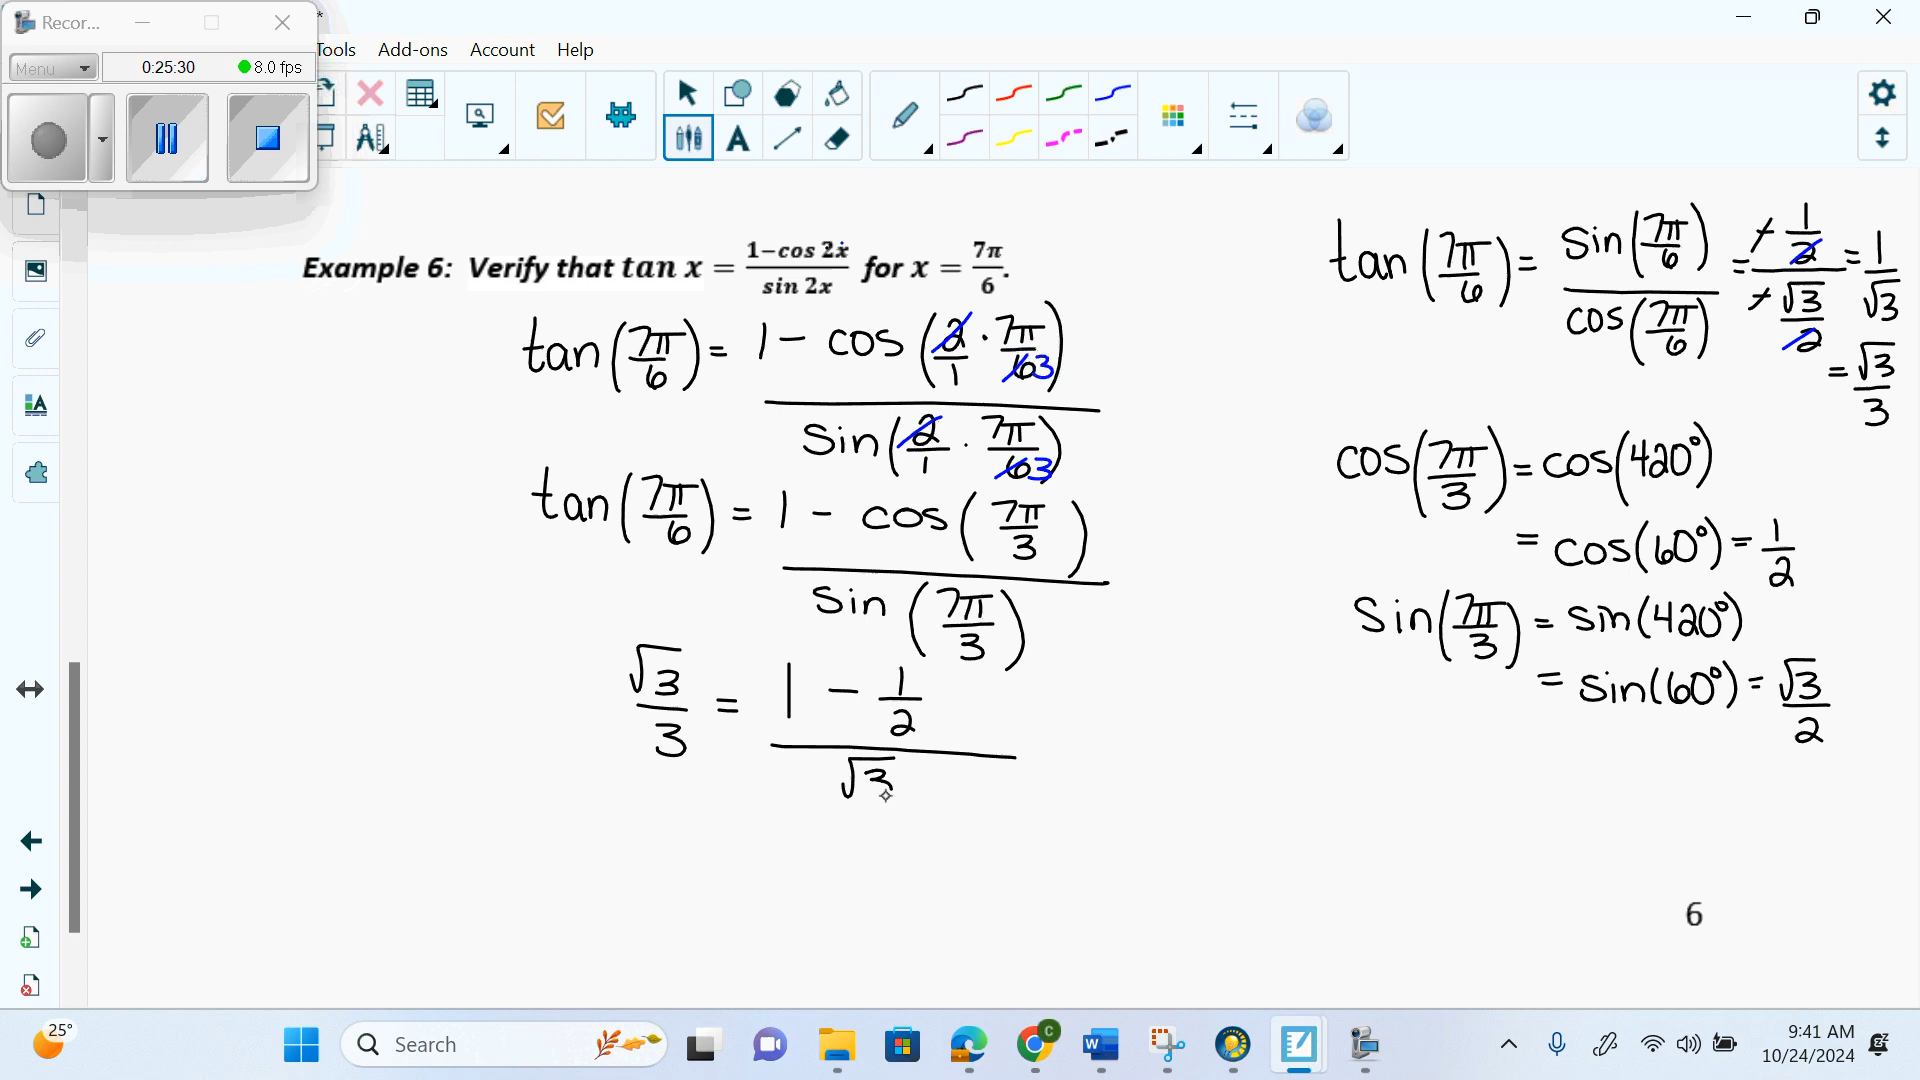 Recor...
Menu 0:25:30 8.0 fps
Tools Add-ons Account Help
Example 6: Verify that tan x = (1−cos 2x)/(sin 2x) for x = 7π/6.
tan(7π/6) = (1 − cos(2/1 · 7π/6 3))/(sin(2/1 · 7π/6 3))
tan(7π/6) = (1 − cos(7π/3))/(sin(7π/3))
√3/3 = (1 − 1/2)/(√3
tan(7π/6) = sin(7π/6)/cos(7π/6) = (−1/2)/(−√3/2) = 1/√3
= √3/3
cos(7π/3) = cos(420°)
= cos(60°) = 1/2
Sin(7π/3) = sin(420°)
= sin(60°) = √3/2
6
25°
Search
9:41 AM
10/24/2024